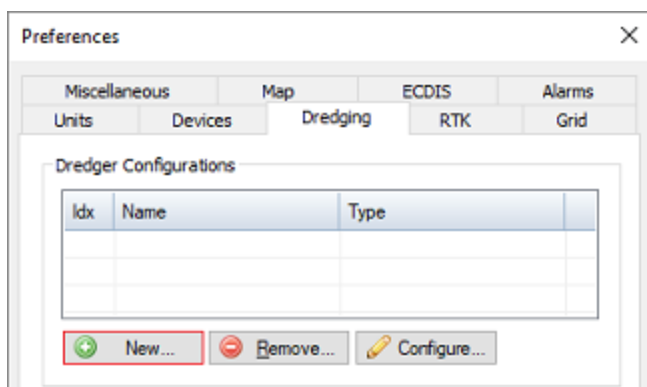 Preferences
Miscellaneous Map ECDIS Alarms
Units Devices Dredging RTK Grid
Dredger Configurations
Idx Name Type
New... Remove... Configure...